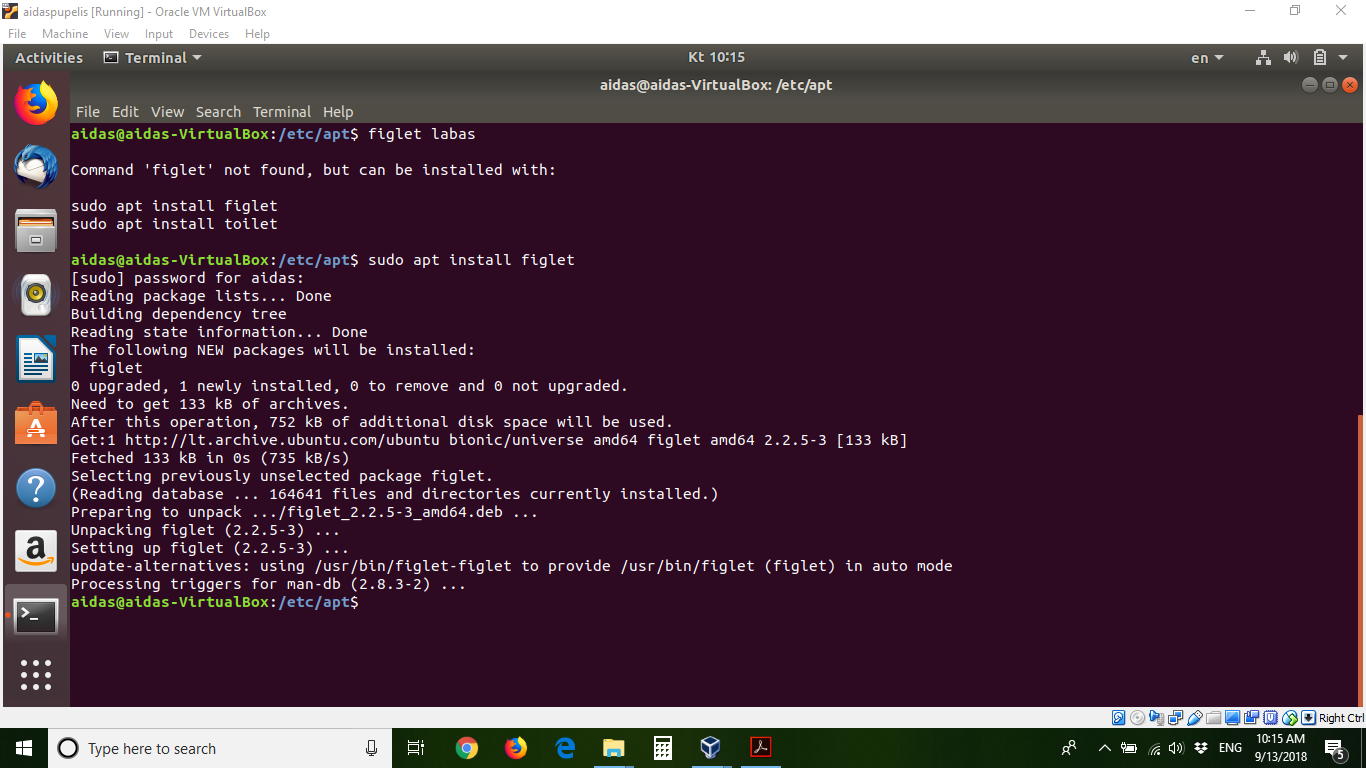 aidaspupelis [Running] - Oracle VM VirtualBox
File Machine View Input Devices Help
Activities Terminal Kt 10:15 en
aidas@aidas-VirtualBox: /etc/apt
File Edit View Search Terminal Help
aidas@aidas-VirtualBox:/etc/apt$ figlet labas
Command 'figlet' not found, but can be installed with:
sudo apt install figlet
sudo apt install toilet
aidas@aidas-VirtualBox:/etc/apt$ sudo apt install figlet
[sudo] password for aidas:
Reading package lists... Done
Building dependency tree
Reading state information... Done
The following NEW packages will be installed:
  figlet
0 upgraded, 1 newly installed, 0 to remove and 0 not upgraded.
Need to get 133 kB of archives.
After this operation, 752 kB of additional disk space will be used.
Get:1 http://lt.archive.ubuntu.com/ubuntu bionic/universe amd64 figlet amd64 2.2.5-3 [133 kB]
Fetched 133 kB in 0s (735 kB/s)
Selecting previously unselected package figlet.
(Reading database ... 164641 files and directories currently installed.)
Preparing to unpack .../figlet_2.2.5-3_amd64.deb ...
Unpacking figlet (2.2.5-3) ...
Setting up figlet (2.2.5-3) ...
update-alternatives: using /usr/bin/figlet-figlet to provide /usr/bin/figlet (figlet) in auto mode
Processing triggers for man-db (2.8.3-2) ...
aidas@aidas-VirtualBox:/etc/apt$
Right Ctrl
Type here to search
ENG
10:15 AM
9/13/2018
5